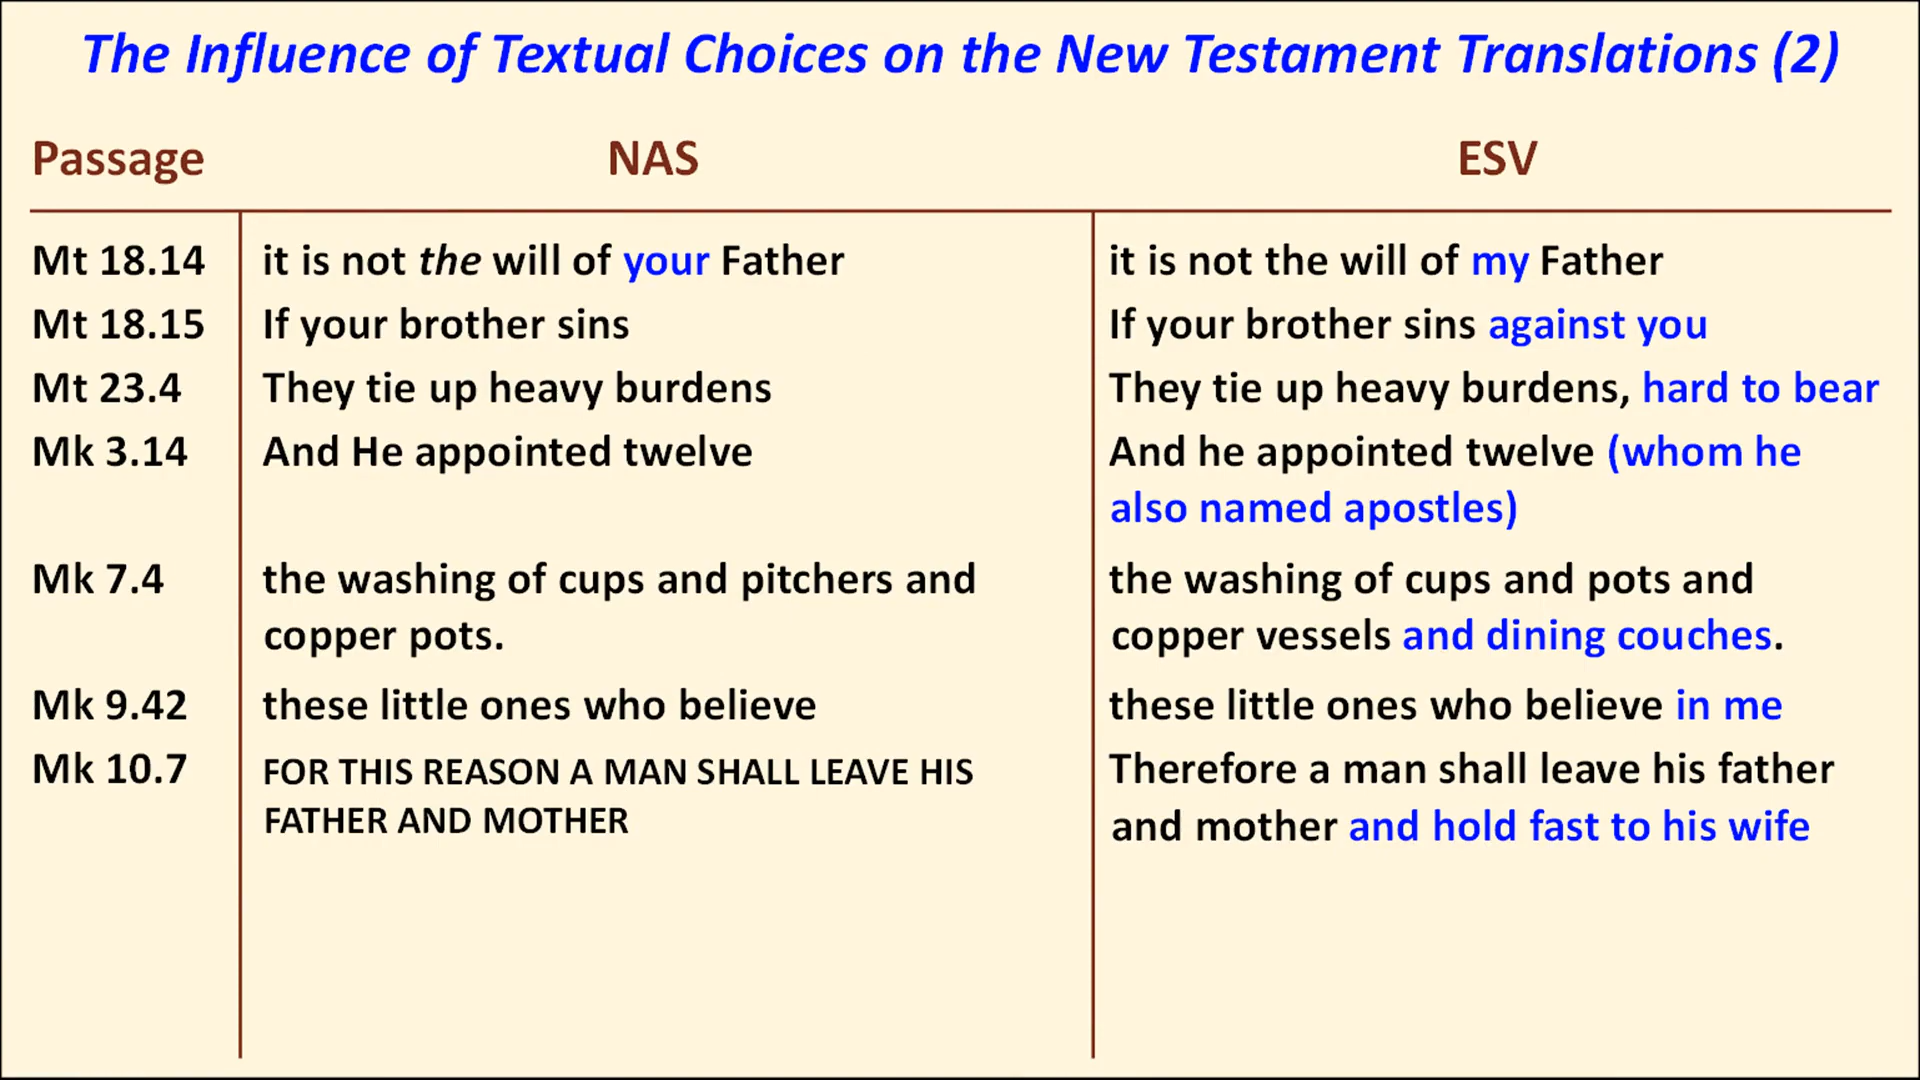 The Influence of Textual Choices on the New Testament Translations (2)
Passage NAS ESV
Mt 18.14 it is not the will of your Father it is not the will of my Father
Mt 18.15 If your brother sins If your brother sins against you
Mt 23.4 They tie up heavy burdens They tie up heavy burdens, hard to bear
Mk 3.14 And He appointed twelve And he appointed twelve (whom he
also named apostles)
Mk 7.4 the washing of cups and pitchers and the washing of cups and pots and
copper pots. copper vessels and dining couches.
Mk 9.42 these little ones who believe these little ones who believe in me
Mk 10.7 FOR THIS REASON A MAN SHALL LEAVE HIS Therefore a man shall leave his father
FATHER AND MOTHER and mother and hold fast to his wife